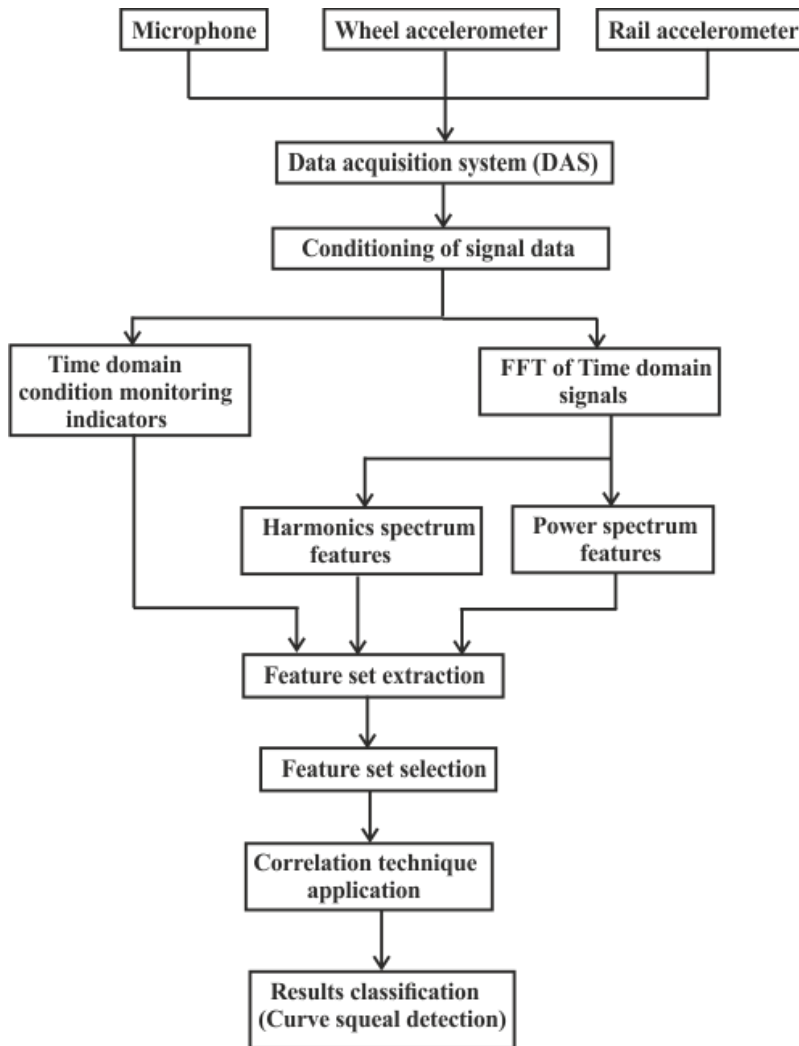 Microphone
Wheel accelerometer
Rail accelerometer
Data acquisition system (DAS)
Conditioning of signal data
Time domain
condition monitoring
indicators
FFT of Time domain
signals
Harmonics spectrum
features
Power spectrum
features
Feature set extraction
Feature set selection
Correlation technique
application
Results classification
(Curve squeal detection)